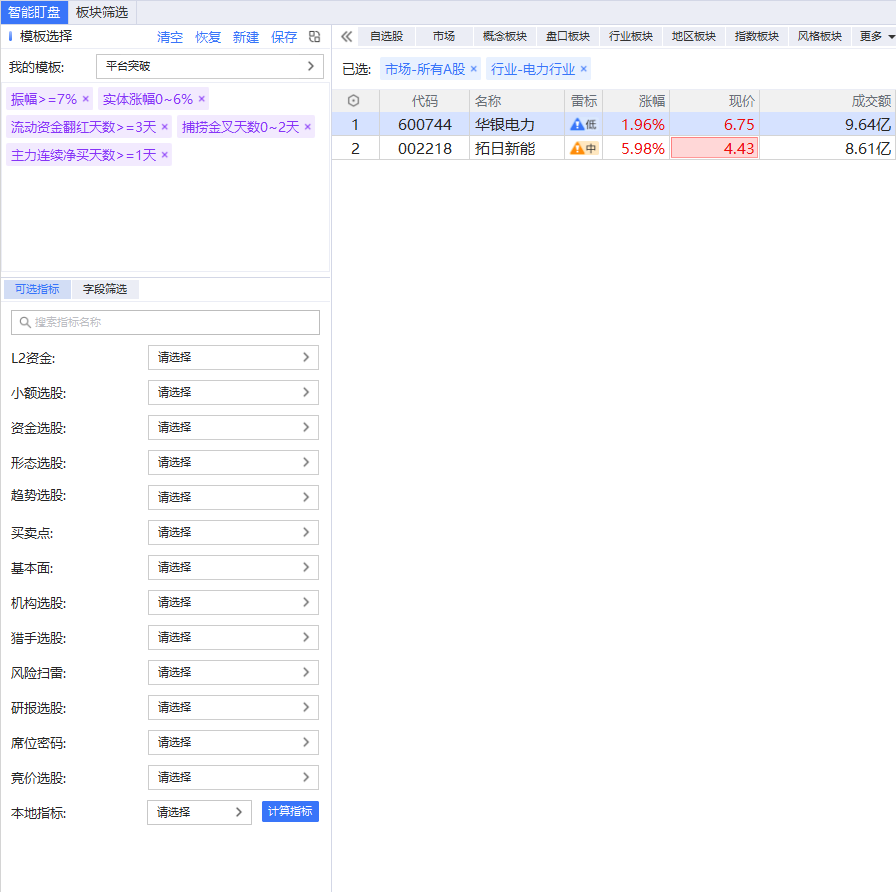 智能盯盘 板块筛选
模板选择 清空 恢复 新建 保存
我的模板: 平台突破
振幅>=7% × 实体涨幅0~6% ×
流动资金翻红天数>=3天 × 捕捞金叉天数0~2天 ×
主力连续净买天数>=1天 ×
可选指标 字段筛选
搜索指标名称
L2资金: 请选择
小额选股: 请选择
资金选股: 请选择
形态选股: 请选择
趋势选股: 请选择
买卖点: 请选择
基本面: 请选择
机构选股: 请选择
猎手选股: 请选择
风险扫雷: 请选择
研报选股: 请选择
席位密码: 请选择
竞价选股: 请选择
本地指标: 请选择 计算指标
自选股 市场 概念板块 盘口板块 行业板块 地区板块 指数板块 风格板块 更多
已选: 市场-所有A股 × 行业-电力行业 ×
代码 名称 雷标 涨幅 现价 成交额
1 600744 华银电力 低 1.96% 6.75 9.64亿
2 002218 拓日新能 中 5.98% 4.43 8.61亿